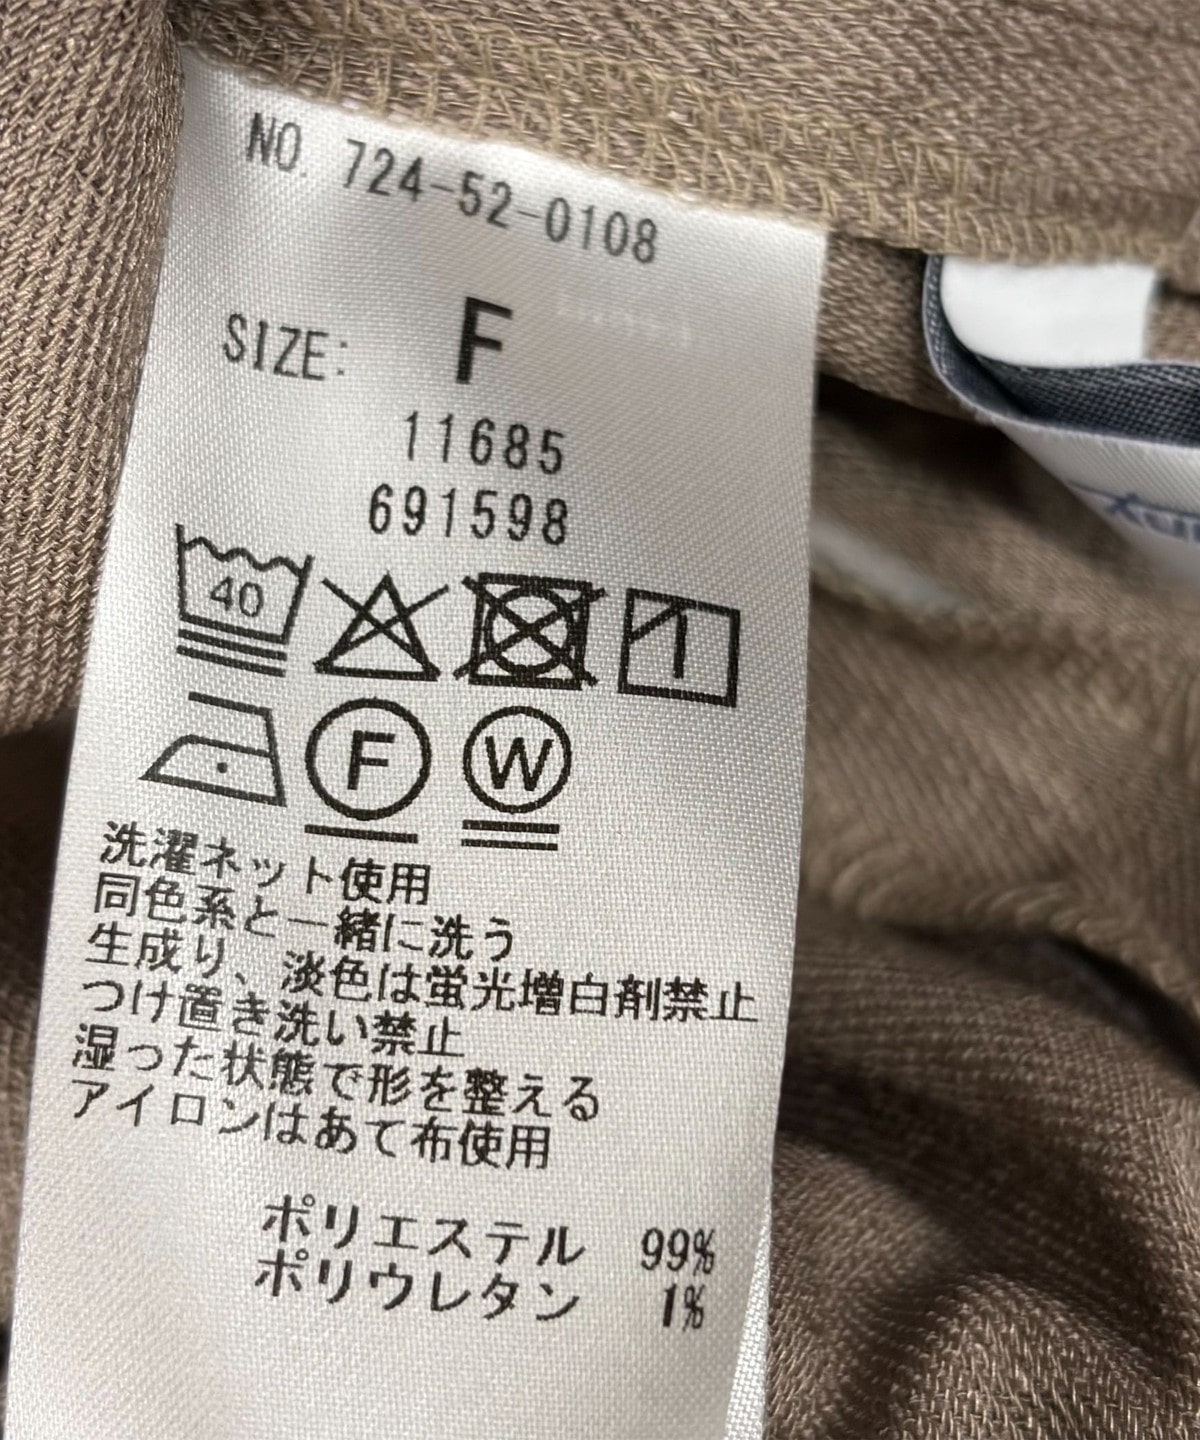 NO. 724-52-0108
SIZE: F
11685
691598
40
F W
洗濯ネット使用
同色系と一緒に洗う
生成り、淡色は蛍光増白剤禁止
つけ置き洗い禁止
湿った状態で形を整える
アイロンはあて布使用
ポリエステル 99%
ポリウレタン 1%